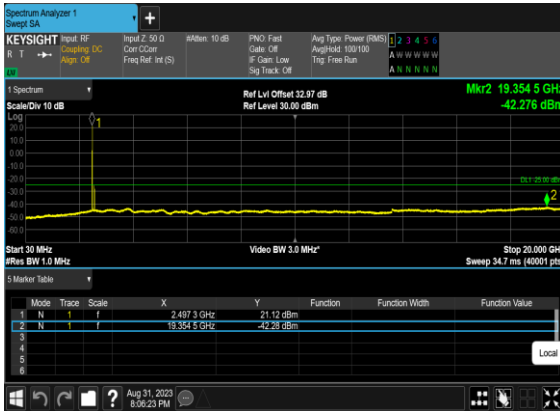 Spectrum Analyzer 1
Swept SA
+
KEYSIGHT Input: RF Input Z: 50 Ω #Atten: 10 dB PNO: Fast Avg Type: Power (RMS) 1 2 3 4 5 6
R T Coupling: DC Corr CCorr Gate: Off Avg|Hold: 100/100 A W W W W W
Align: Off Freq Ref: Int (S) IF Gain: Low Trig: Free Run
Sig Track: Off A N N N N N
1 Spectrum
Ref Lvl Offset 32.97 dB Mkr2 19.354 5 GHz
Scale/Div 10 dB Ref Level 30.00 dBm -42.276 dBm
Log
20.0
10.0
0.00
-10.0
-20.0
-30.0
-40.0
-50.0
-60.0
1
DL1 -25.00 dBm
2
Start 30 MHz Video BW 3.0 MHz* Stop 20.000 GHz
#Res BW 1.0 MHz Sweep 34.7 ms (40001 pts)
5 Marker Table
Mode Trace Scale X Y Function Function Width Function Value
1 N 1 f 2.497 3 GHz 21.12 dBm
2 N 1 f 19.354 5 GHz -42.28 dBm
3
4
5
6
Local
? Aug 31, 2023
8:06:23 PM